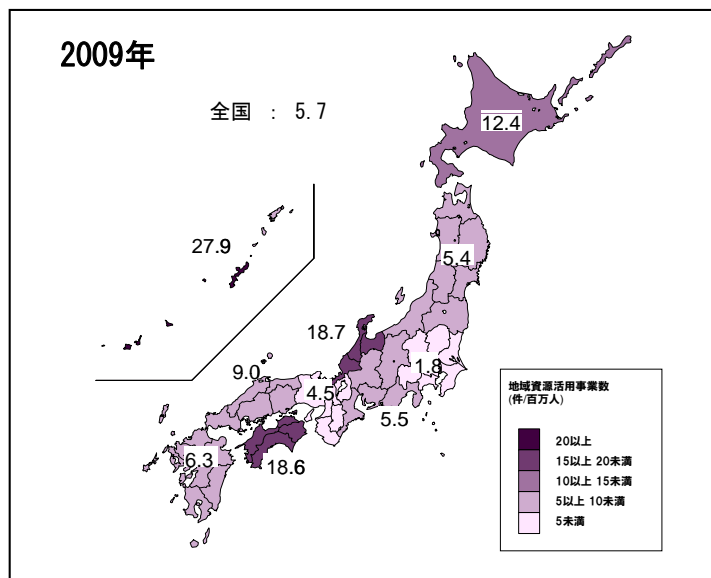 2009年
全国 : 5.7
12.4
27.9
5.4
18.7
9.0
1.8
4.5
5.5
6.3
18.6
地域資源活用事業数
(件/百万人)
20以上
15以上 20未満
10以上 15未満
5以上 10未満
5未満